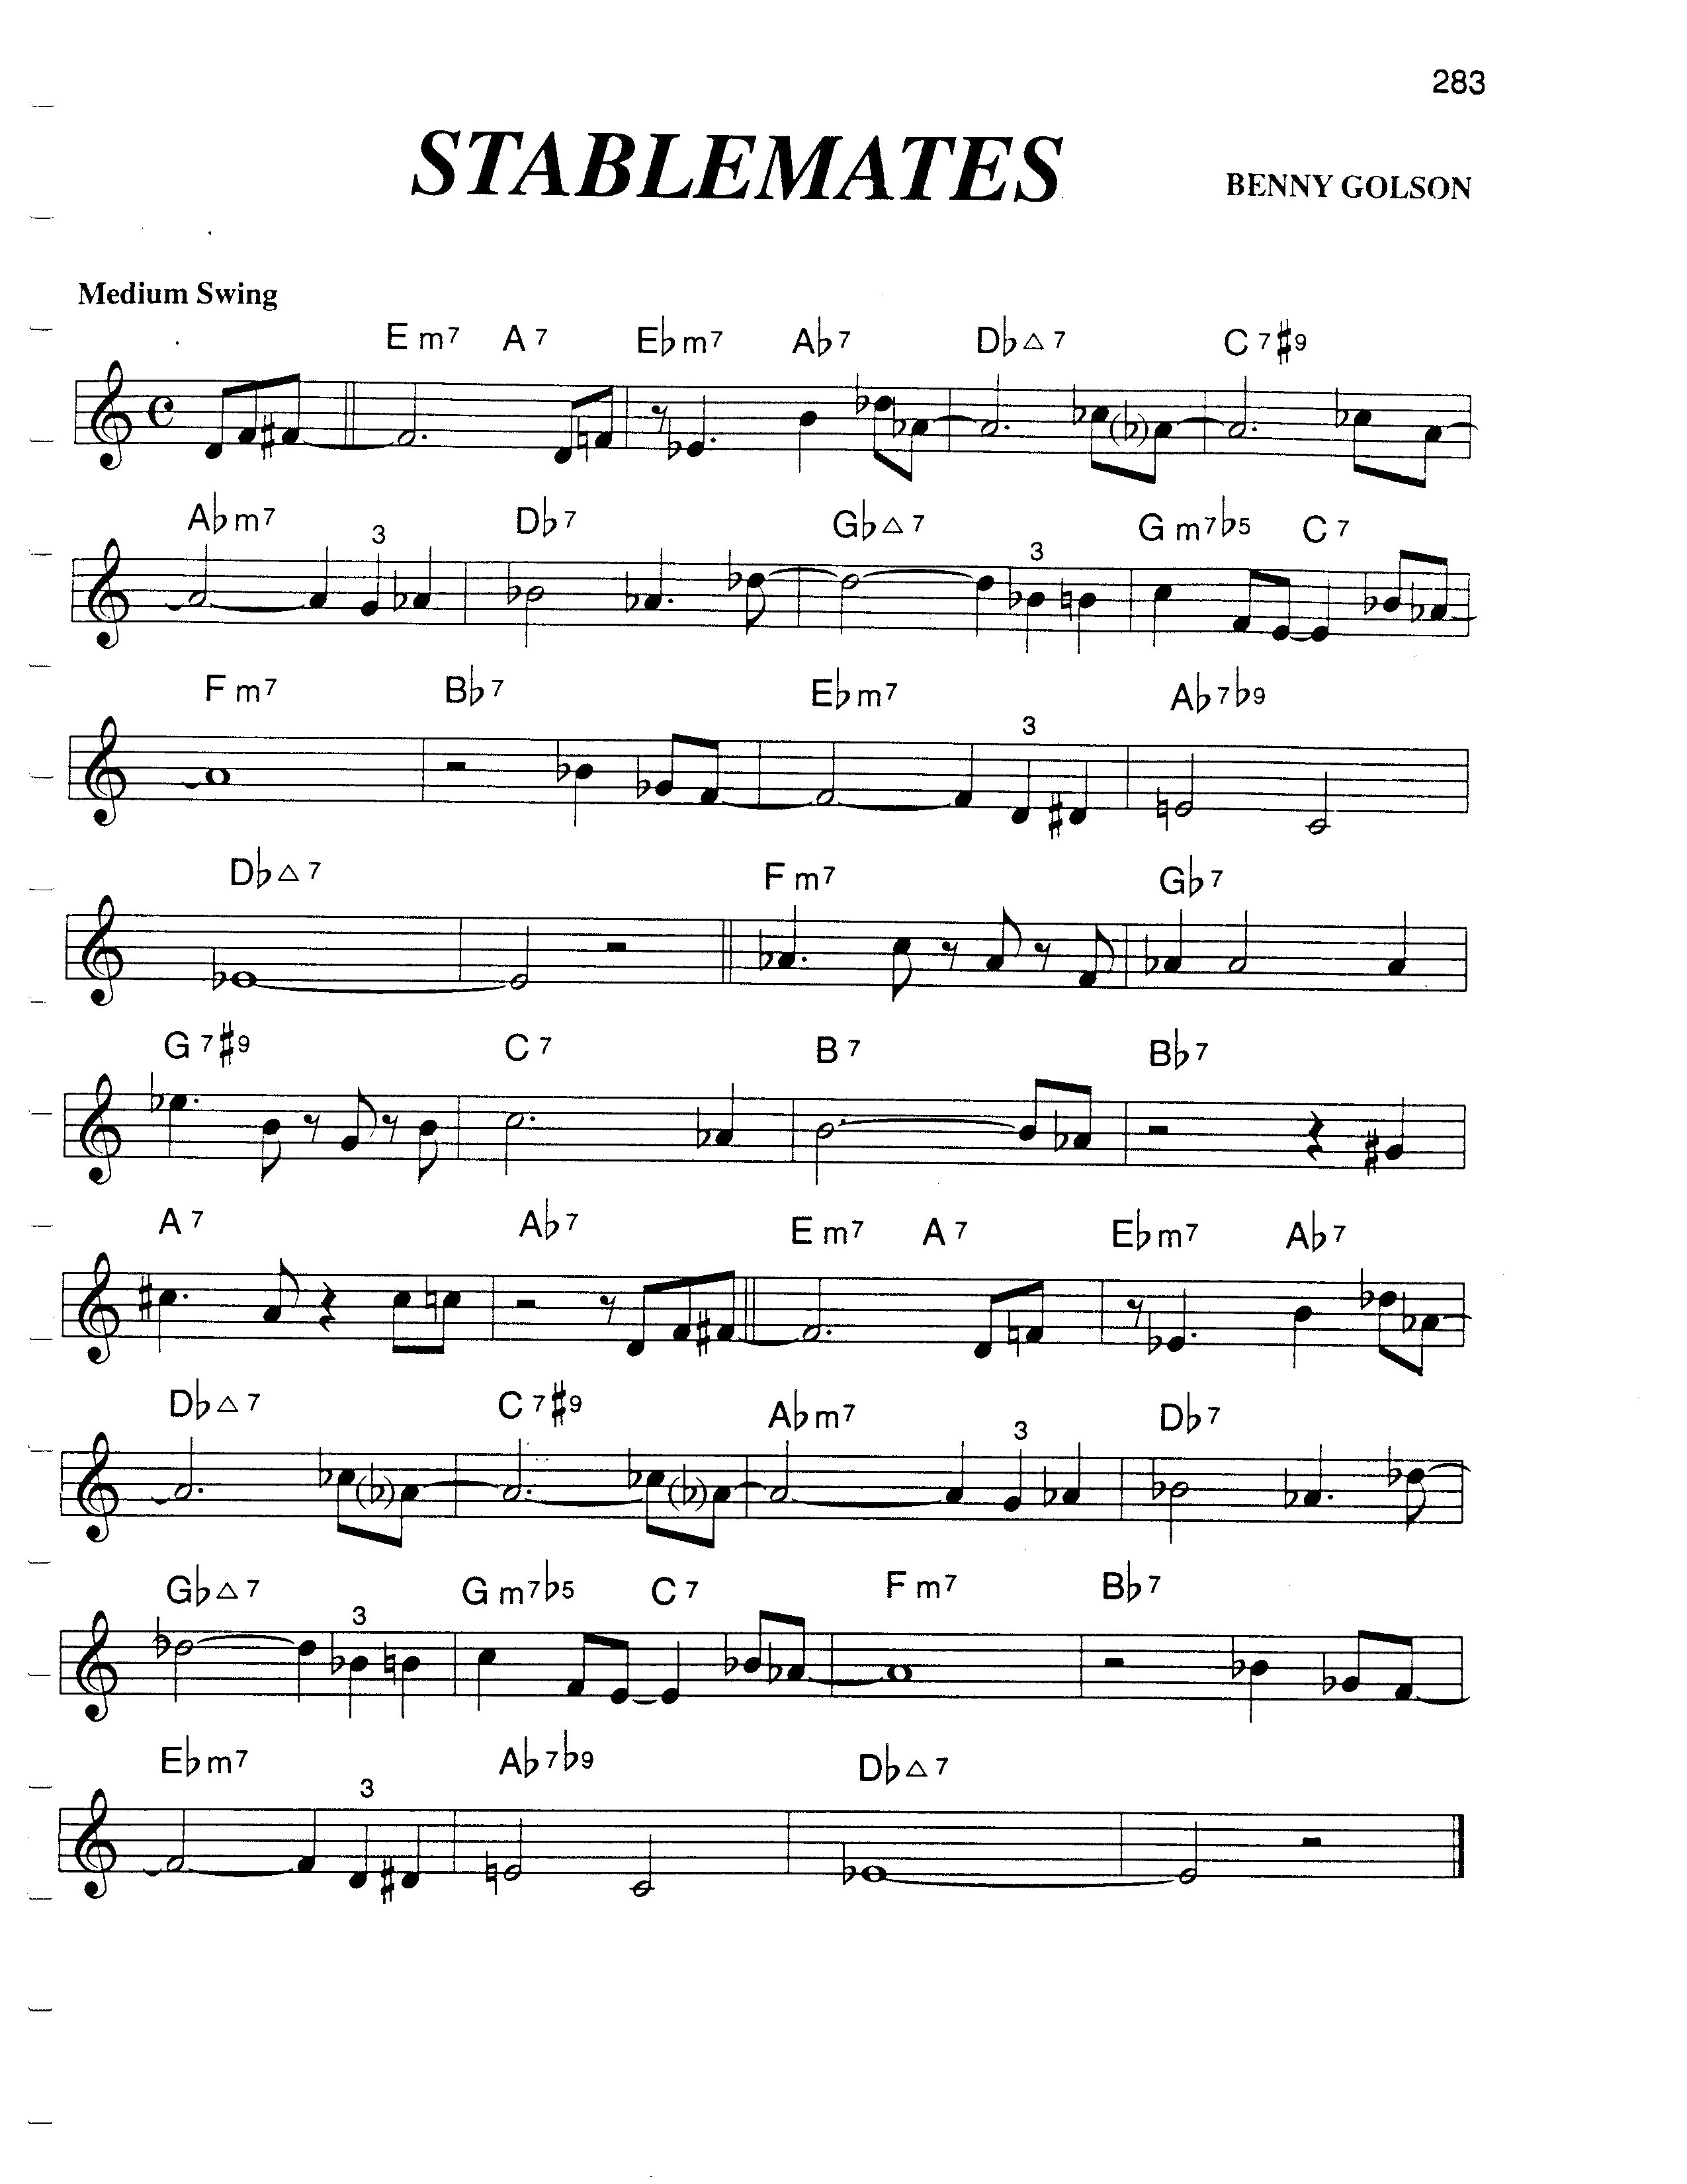 283
STABLEMATES
BENNY GOLSON
Medium Swing
E m7 A 7 E♭m7 A♭7 D♭△7 C 7♯9
A♭m7 3 D♭7 G♭△7 3 G m7♭5 C 7
F m7 B♭7 E♭m7 3 A♭7♭9
D♭△7 F m7 G♭7
G 7♯9 C 7 B 7 B♭7
A 7 A♭7 E m7 A 7 E♭m7 A♭7
D♭△7 C 7♯9 A♭m7 3 D♭7
G♭△7 3 G m7♭5 C 7 F m7 B♭7
E♭m7 3 A♭7♭9 D♭△7